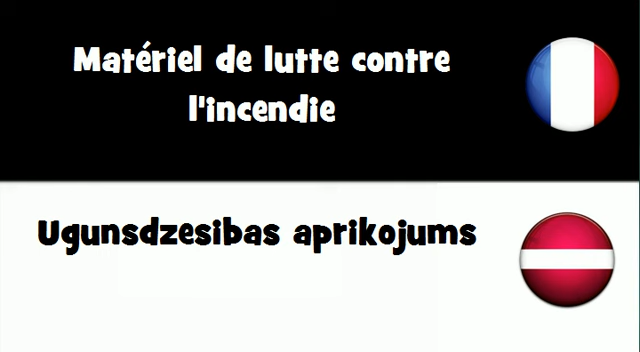 Matériel de lutte contre
l'incendie
Ugunsdzesibas aprikojums